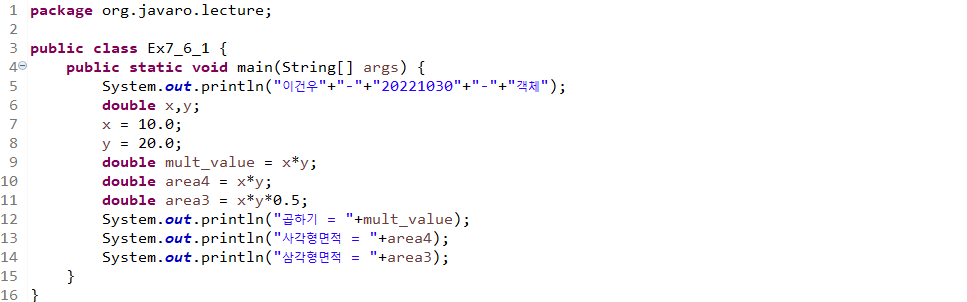 1 package org.javaro.lecture;
2
3 public class Ex7_6_1 {
4     public static void main(String[] args) {
5         System.out.println("이건우"+"-"+"20221030"+"-"+"객체");
6         double x,y;
7         x = 10.0;
8         y = 20.0;
9         double mult_value = x*y;
10         double area4 = x*y;
11         double area3 = x*y*0.5;
12         System.out.println("곱하기 = "+mult_value);
13         System.out.println("사각형면적 = "+area4);
14         System.out.println("삼각형면적 = "+area3);
15     }
16 }